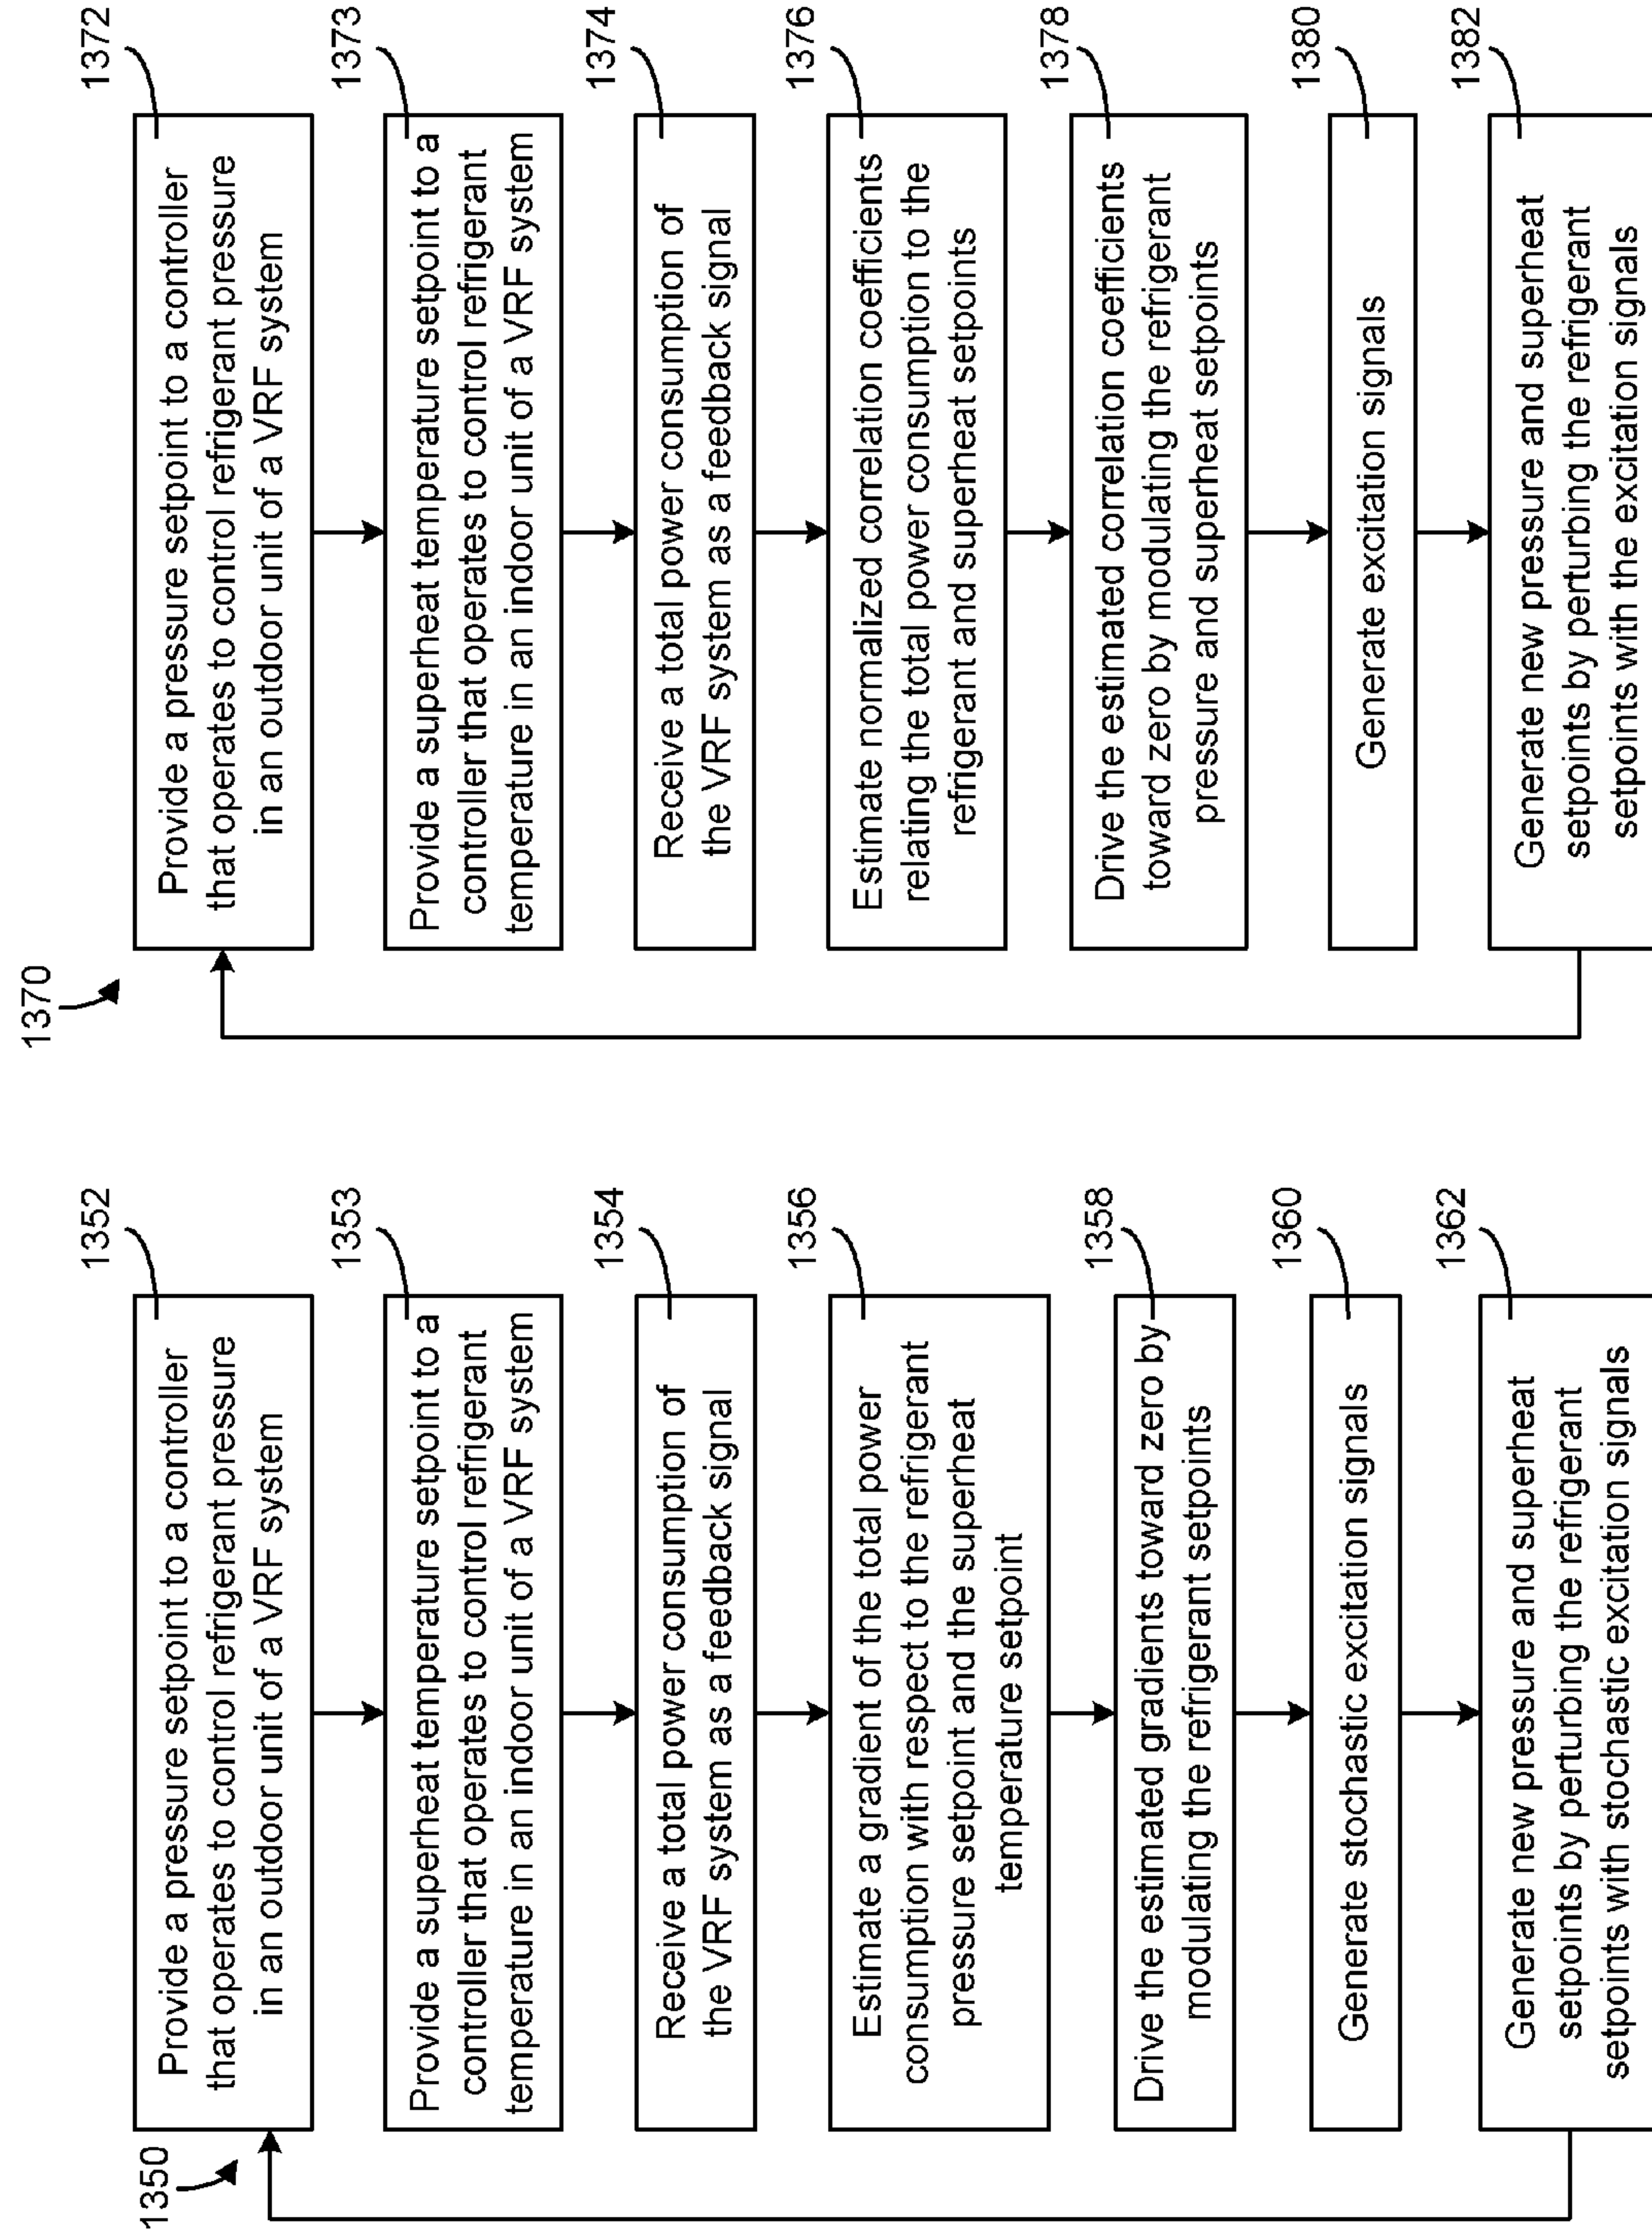 1350
1352
Provide a pressure setpoint to a controller
that operates to control refrigerant pressure
in an outdoor unit of a VRF system
1353
Provide a superheat temperature setpoint to a
controller that operates to control refrigerant
temperature in an indoor unit of a VRF system
1354
Receive a total power consumption of
the VRF system as a feedback signal
1356
Estimate a gradient of the total power
consumption with respect to the refrigerant
pressure setpoint and the superheat
temperature setpoint
1358
Drive the estimated gradients toward zero by
modulating the refrigerant setpoints
1360
Generate stochastic excitation signals
1362
Generate new pressure and superheat
setpoints by perturbing the refrigerant
setpoints with stochastic excitation signals
1370
1372
Provide a pressure setpoint to a controller
that operates to control refrigerant pressure
in an outdoor unit of a VRF system
1373
Provide a superheat temperature setpoint to a
controller that operates to control refrigerant
temperature in an indoor unit of a VRF system
1374
Receive a total power consumption of
the VRF system as a feedback signal
1376
Estimate normalized correlation coefficients
relating the total power consumption to the
refrigerant and superheat setpoints
1378
Drive the estimated correlation coefficients
toward zero by modulating the refrigerant
pressure and superheat setpoints
1380
Generate excitation signals
1382
Generate new pressure and superheat
setpoints by perturbing the refrigerant
setpoints with the excitation signals